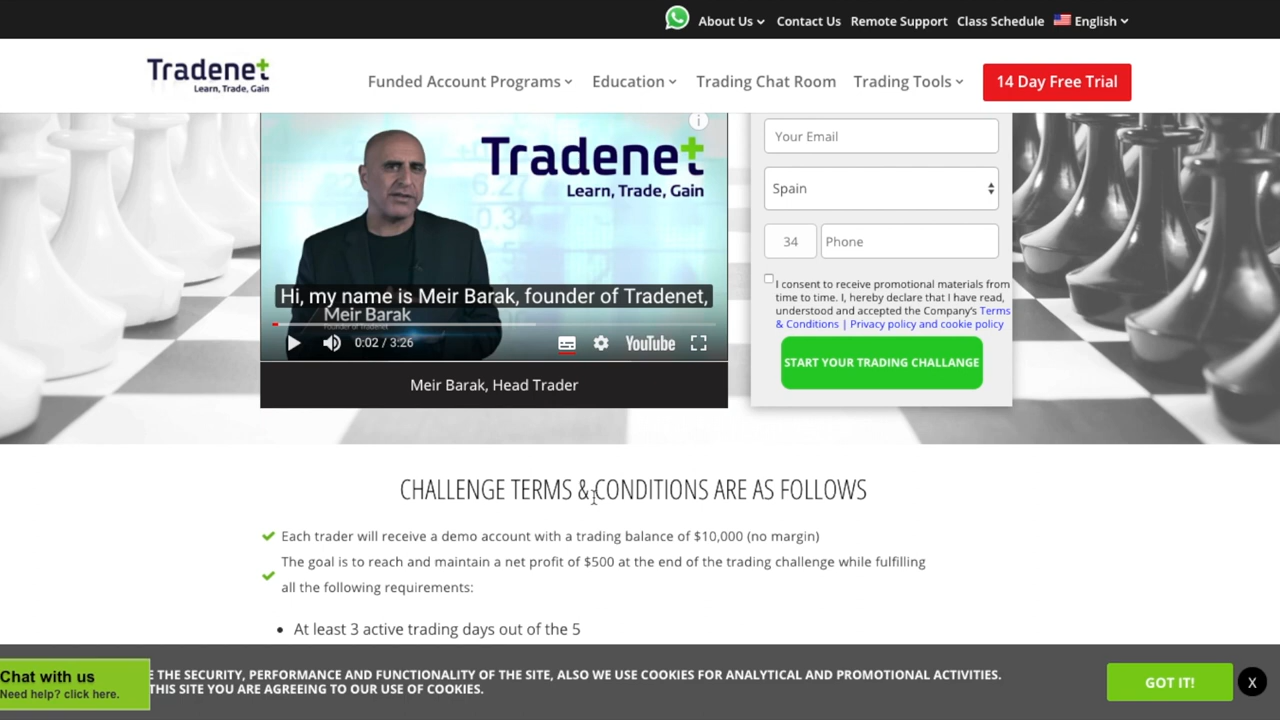 About Us
Contact Us
Remote Support
Class Schedule
English
Tradenet
Learn, Trade, Gain
Funded Account Programs
Education
Trading Chat Room
Trading Tools
14 Day Free Trial
Tradenet
Learn, Trade, Gain
Hi, my name is Meir Barak, founder of Tradenet,
Meir Barak
Founder of Tradenet
0:02 / 3:26
YouTube
Meir Barak, Head Trader
Your Email
Spain
34
Phone
I consent to receive promotional materials from
time to time. I, hereby declare that I have read,
understood and accepted the Company's Terms
& Conditions | Privacy policy and cookie policy
START YOUR TRADING CHALLANGE
CHALLENGE TERMS & CONDITIONS ARE AS FOLLOWS
Each trader will receive a demo account with a trading balance of $10,000 (no margin)
The goal is to reach and maintain a net profit of $500 at the end of the trading challenge while fulfilling
all the following requirements:
At least 3 active trading days out of the 5
Chat with us
Need help? click here.
E THE SECURITY, PERFORMANCE AND FUNCTIONALITY OF THE SITE, ALSO WE USE COOKIES FOR ANALYTICAL AND PROMOTIONAL ACTIVITIES.
THIS SITE YOU ARE AGREEING TO OUR USE OF COOKIES.
GOT IT!
X